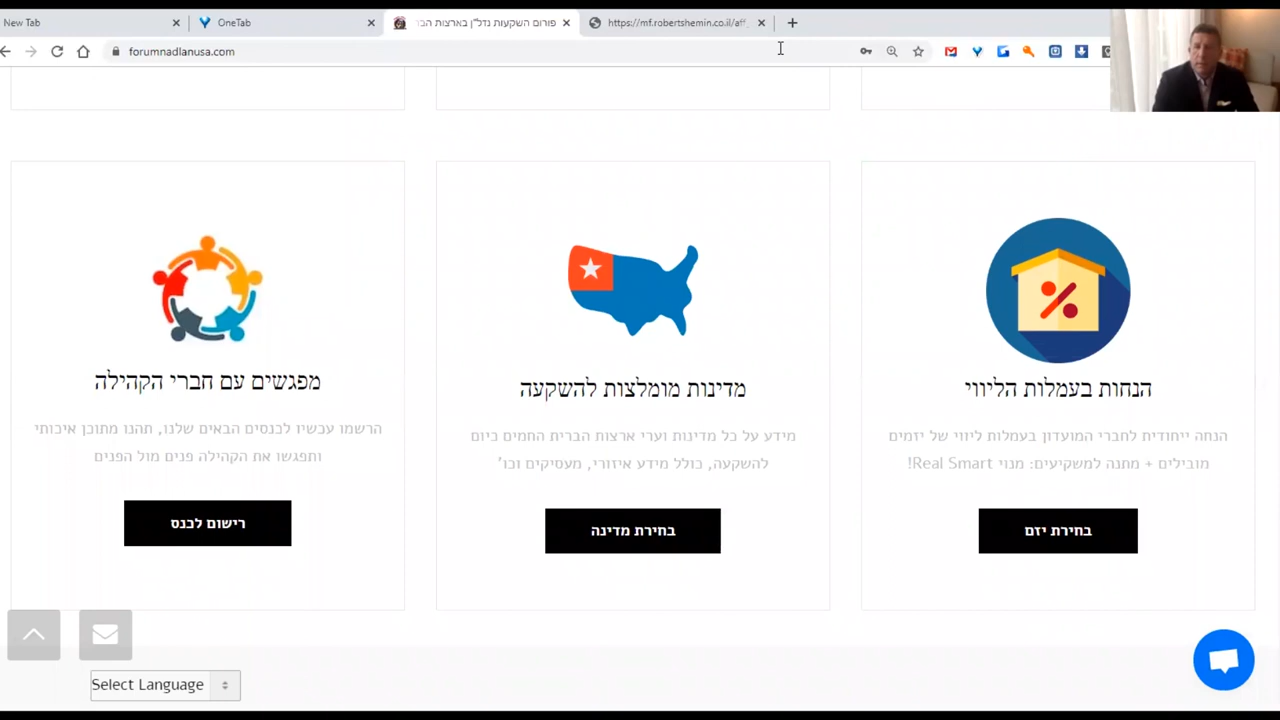 New Tab
OneTab
פורום השקעות נדל"ן בארצות הבר
https://mf.robertshemin.co.il/aff
forumnadlanusa.com
הנחות בעמלות הליווי
הנחה ייחודית לחברי המועדון בעמלות ליווי של יזמים
מובילים + מתנה למשקיעים: מנוי Real Smart!
בחירת יזם
מדינות מומלצות להשקעה
מידע על כל מדינות וערי ארצות הברית החמים כיום
להשקעה, כולל מידע איזורי, מעסיקים וכו'
בחירת מדינה
מפגשים עם חברי הקהילה
הרשמו עכשיו לכנסים הבאים שלנו, תהנו מתוכן איכותי
ותפגשו את הקהילה פנים מול הפנים
רישום לכנס
Select Language